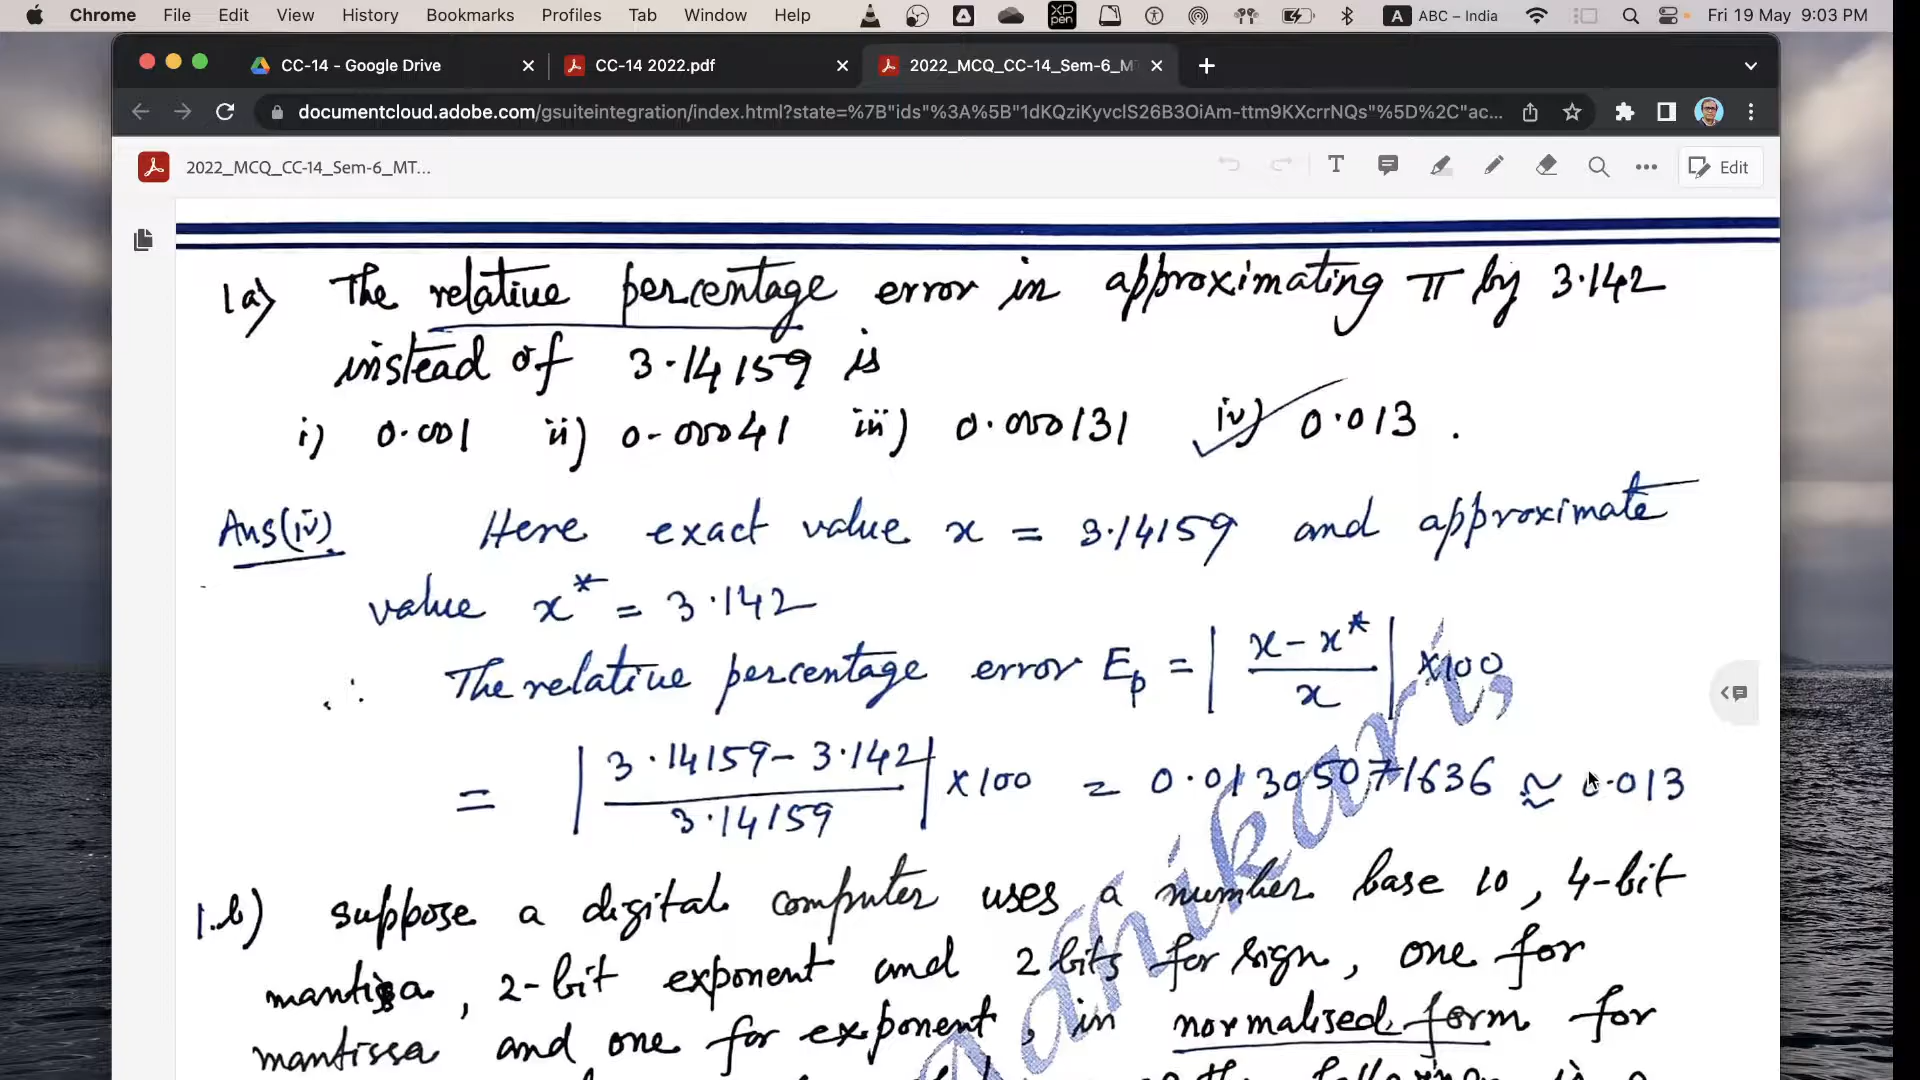 Chrome File Edit View History Bookmarks Profiles Tab Window Help XP pen A ABC – India Fri 19 May 9:03 PM
CC-14 - Google Drive CC-14 2022.pdf 2022_MCQ_CC-14_Sem-6_M
documentcloud.adobe.com/gsuiteintegration/index.html?state=%7B"ids"%3A%5B"1dKQziKyvclS26B3OiAm-ttm9KXcrrNQs"%5D%2C"ac...
2022_MCQ_CC-14_Sem-6_MT... T Edit
1a) The relative percentage error in approximating π by 3.142
instead of 3.14159 is
i) 0.001 ii) 0.00041 iii) 0.000131 iv) 0.013.
Ans(iv) Here exact value x = 3.14159 and approximate
value x* = 3.142
∴ The relative percentage error Ep = | x - x* / x | ×100
= | 3.14159 - 3.142 / 3.14159 | ×100 = 0.01305071636 ≈ 0.013
1.b) suppose a digital computer uses a number base 10, 4-bit
mantissa, 2-bit exponent and 2 bits for sign, one for
mantissa and one for exponent, in normalised form for
Adhikari,